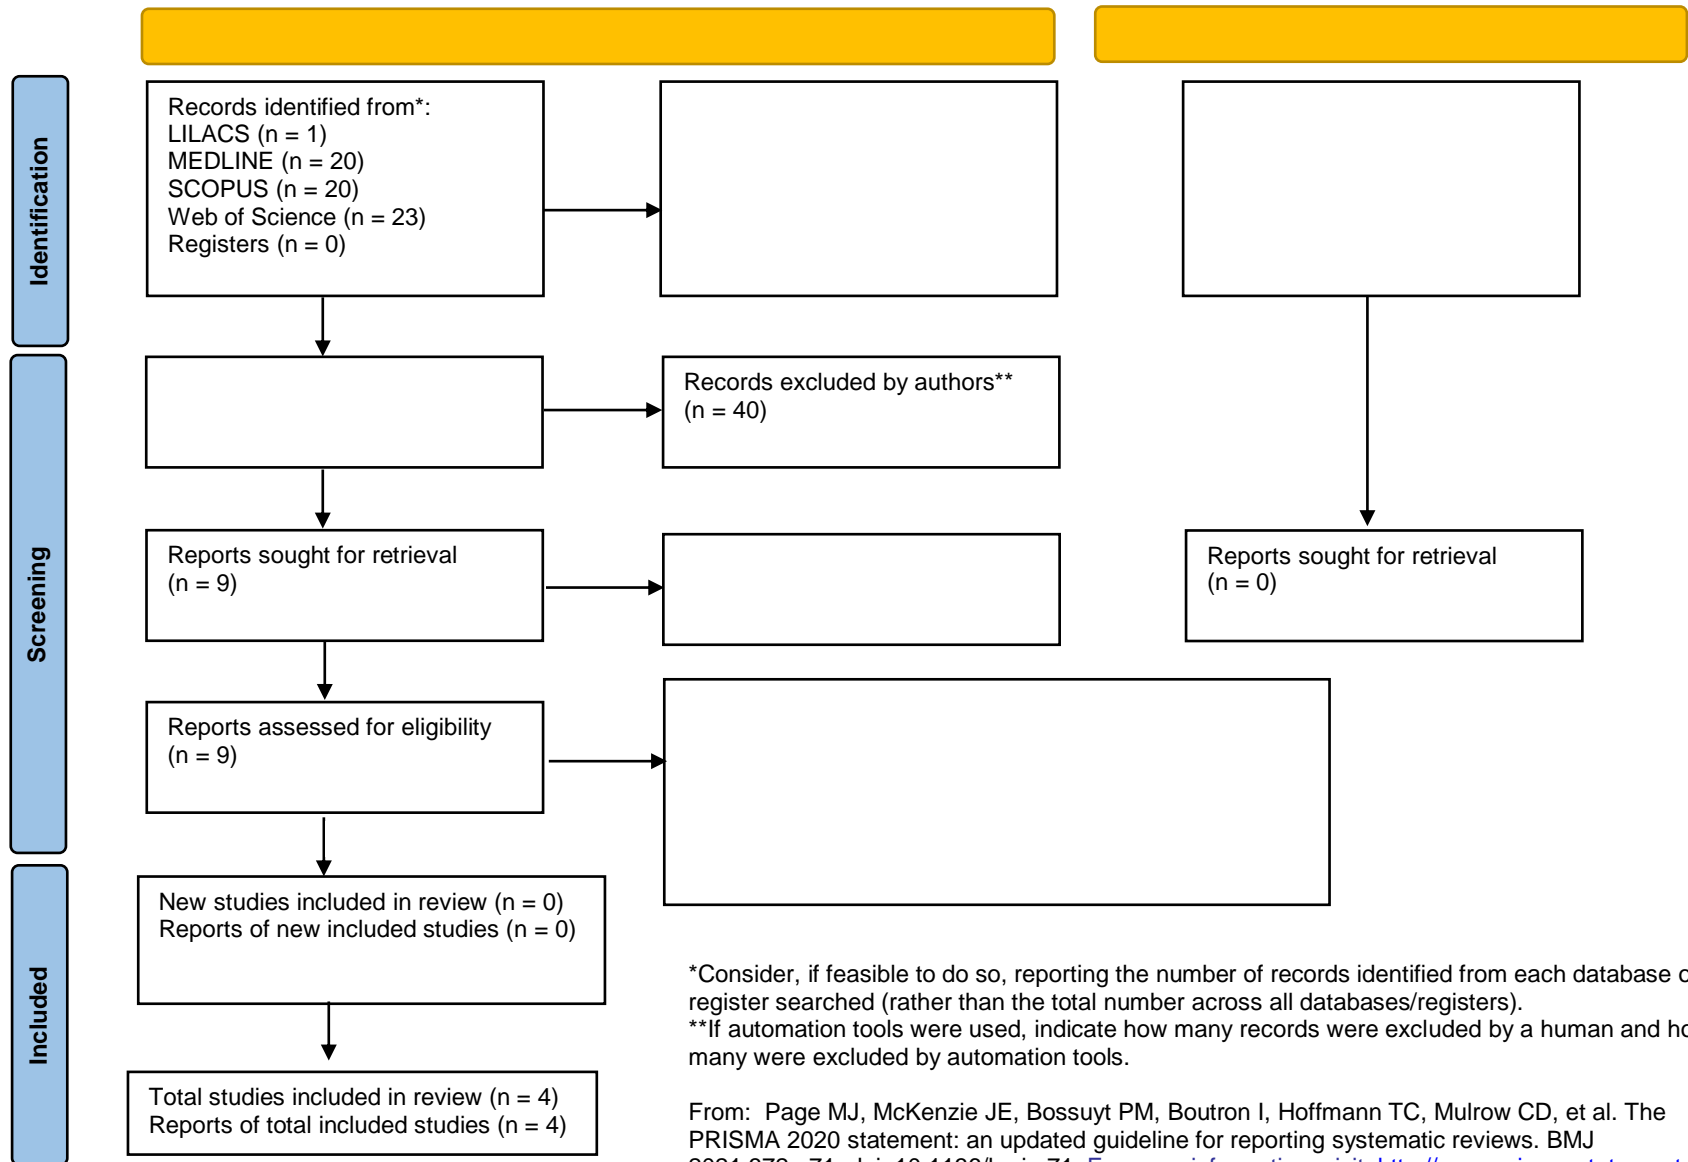 Identification
Records identified from*:
LILACS (n = 1)
MEDLINE (n = 20)
SCOPUS (n = 20)
Web of Science (n = 23)
Registers (n = 0)
Screening
Records excluded by authors**
(n = 40)
Reports sought for retrieval
(n = 9)
Reports sought for retrieval
(n = 0)
Reports assessed for eligibility
(n = 9)
Included
New studies included in review (n = 0)
Reports of new included studies (n = 0)
Total studies included in review (n = 4)
Reports of total included studies (n = 4)
*Consider, if feasible to do so, reporting the number of records identified from each database
register searched (rather than the total number across all databases/registers).
**If automation tools were used, indicate how many records were excluded by a human and
many were excluded by automation tools.
From: Page MJ, McKenzie JE, Bossuyt PM, Boutron I, Hoffmann TC, Mulrow CD, et al. The
PRISMA 2020 statement: an updated guideline for reporting systematic reviews. BMJ